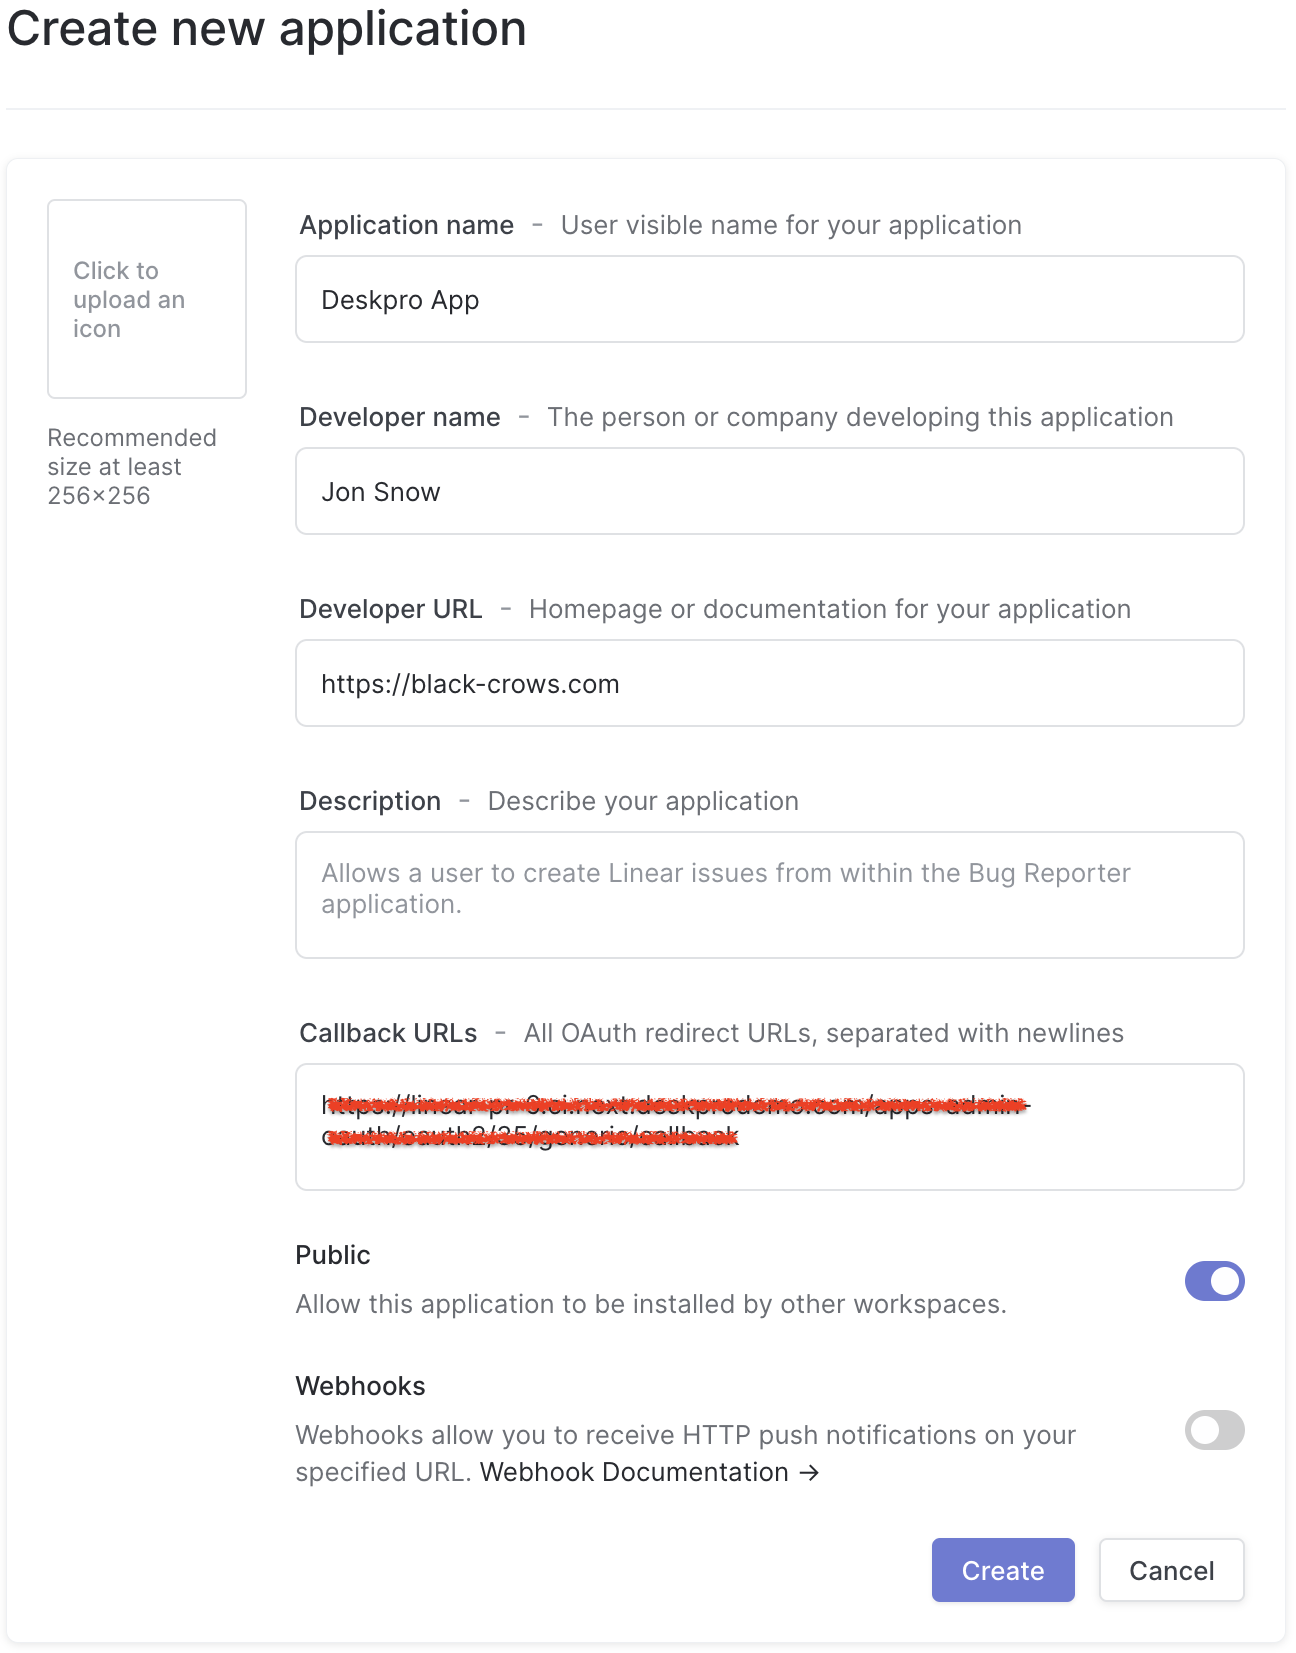 Create new application
Click to
upload an
icon
Recommended
size at least
256×256
Application name - User visible name for your application
Deskpro App
Developer name - The person or company developing this application
Jon Snow
Developer URL - Homepage or documentation for your application
https://black-crows.com
Description - Describe your application
Allows a user to create Linear issues from within the Bug Reporter
application.
Callback URLs - All OAuth redirect URLs, separated with newlines
Public
Allow this application to be installed by other workspaces.
Webhooks
Webhooks allow you to receive HTTP push notifications on your
specified URL. Webhook Documentation →
Create
Cancel